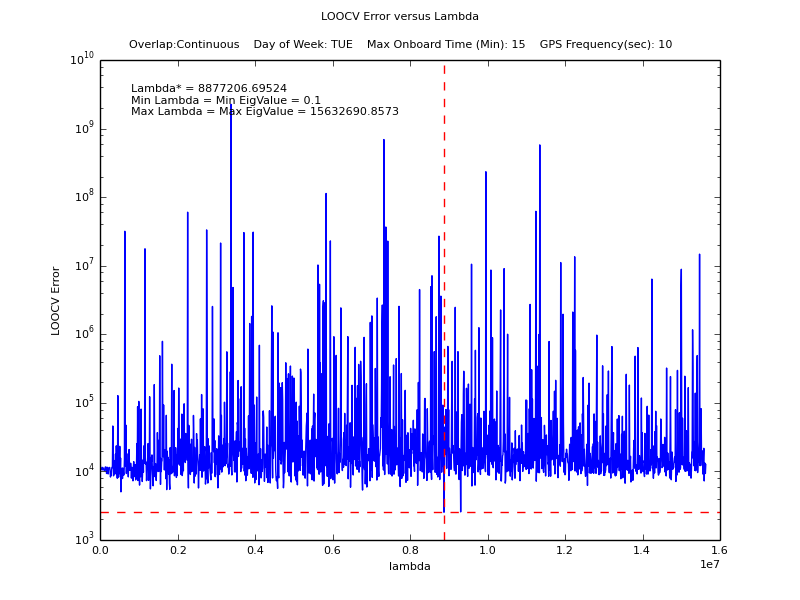 LOOCV Error versus Lambda
Overlap:Continuous    Day of Week: TUE    Max Onboard Time (Min): 15    GPS Frequency(sec): 10
Lambda* = 8877206.69524
Min Lambda = Min EigValue = 0.1
Max Lambda = Max EigValue = 15632690.8573
10^10
10^9
10^8
10^7
10^6
10^5
10^4
10^3
LOOCV Error
0.0 0.2 0.4 0.6 0.8 1.0 1.2 1.4 1.6
1e7
lambda